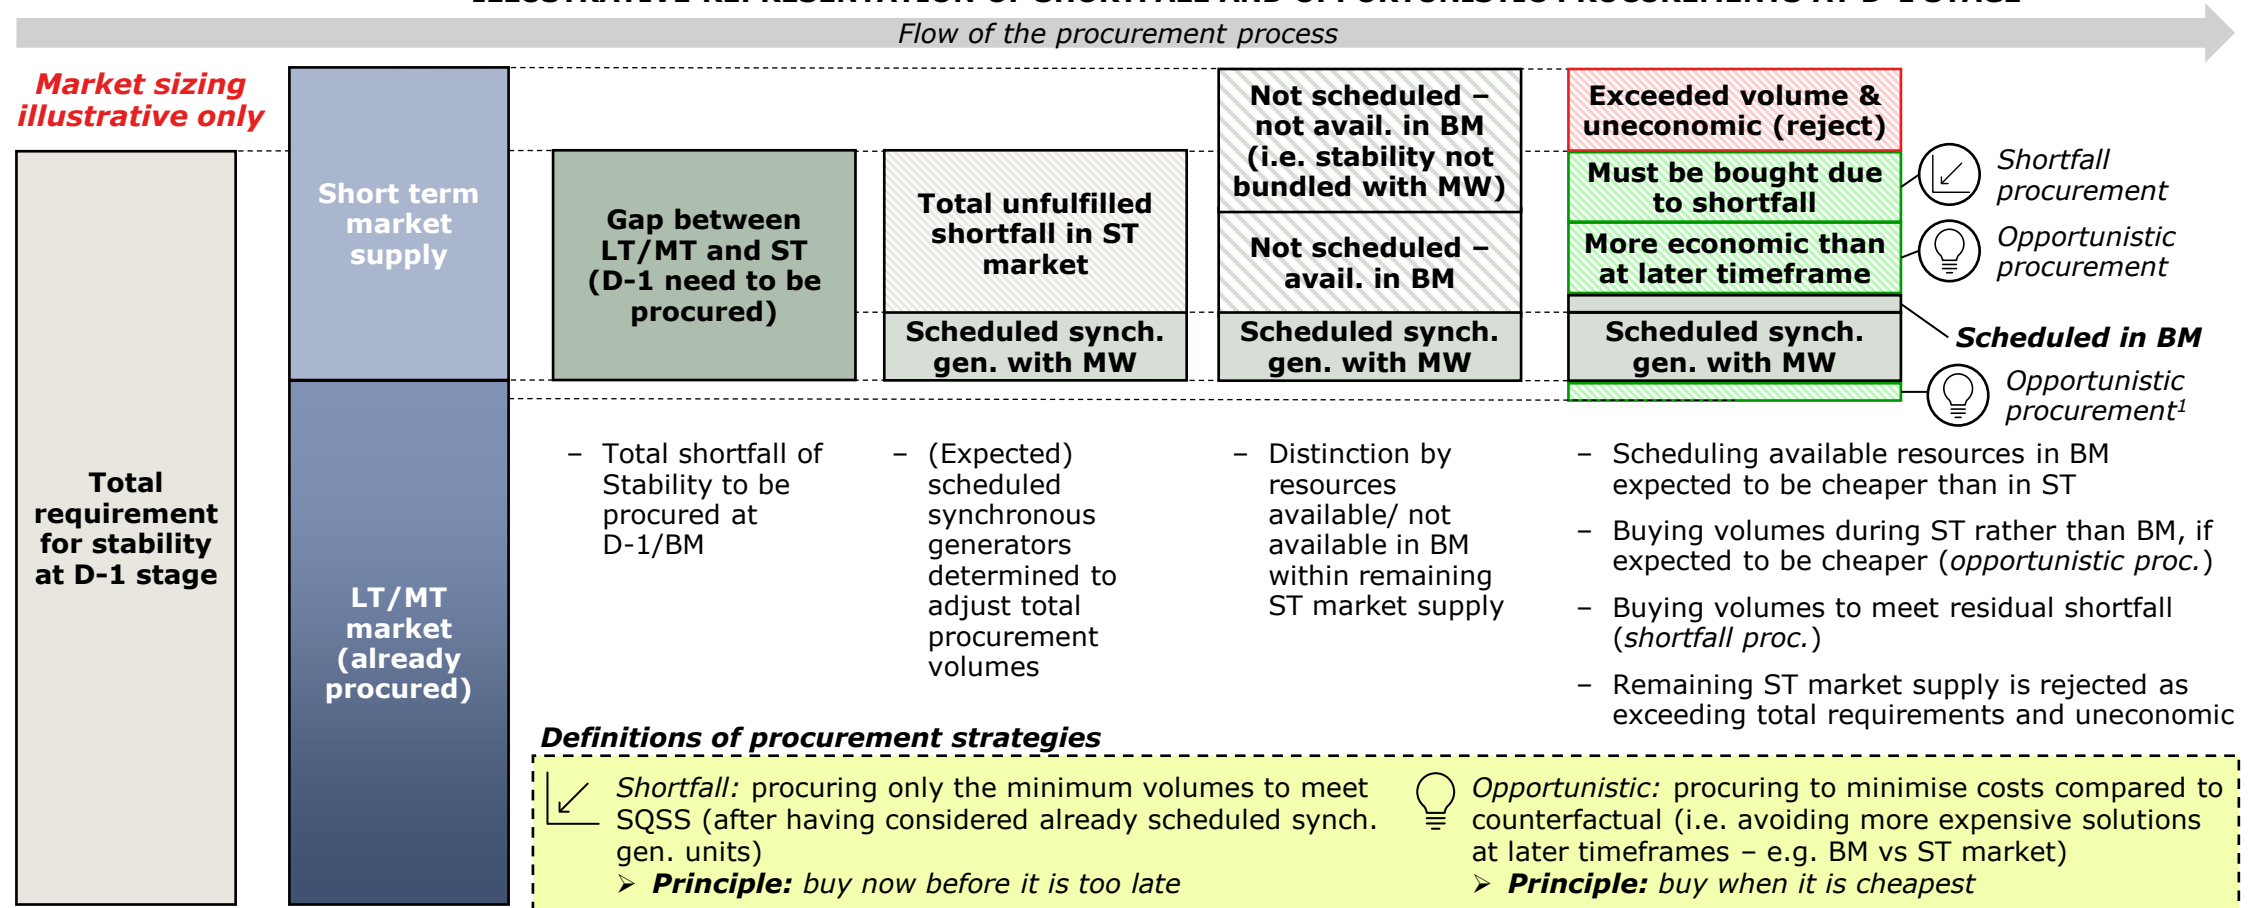 ILLUSTRATIVE REPRESENTATION OF SHORTFALL AND OPPORTUNISTIC PROCUREMENTS AT D-1 STAGE
Flow of the procurement process
Market sizing
illustrative only
Total
requirement
for stability
at D-1 stage
Short term
market
supply
LT/MT
market
(already
procured)
Gap between
LT/MT and ST
(D-1 need to be
procured)
Total unfulfilled
shortfall in ST
market
Scheduled synch.
gen. with MW
Not scheduled –
not avail. in BM
(i.e. stability not
bundled with MW)
Not scheduled –
avail. in BM
Scheduled synch.
gen. with MW
Exceeded volume &
uneconomic (reject)
Must be bought due
to shortfall
More economic than
at later timeframe
Scheduled synch.
gen. with MW
Shortfall
procurement
Opportunistic
procurement
Scheduled in BM
Opportunistic
procurement¹
– Total shortfall of
Stability to be
procured at
D-1/BM
– (Expected)
scheduled
synchronous
generators
determined to
adjust total
procurement
volumes
– Distinction by
resources
available/ not
available in BM
within remaining
ST market supply
– Scheduling available resources in BM
expected to be cheaper than in ST
– Buying volumes during ST rather than BM, if
expected to be cheaper (opportunistic proc.)
– Buying volumes to meet residual shortfall
(shortfall proc.)
– Remaining ST market supply is rejected as
exceeding total requirements and uneconomic
Definitions of procurement strategies
Shortfall: procuring only the minimum volumes to meet
SQSS (after having considered already scheduled synch.
gen. units)
➢ Principle: buy now before it is too late
Opportunistic: procuring to minimise costs compared to
counterfactual (i.e. avoiding more expensive solutions
at later timeframes – e.g. BM vs ST market)
➢ Principle: buy when it is cheapest